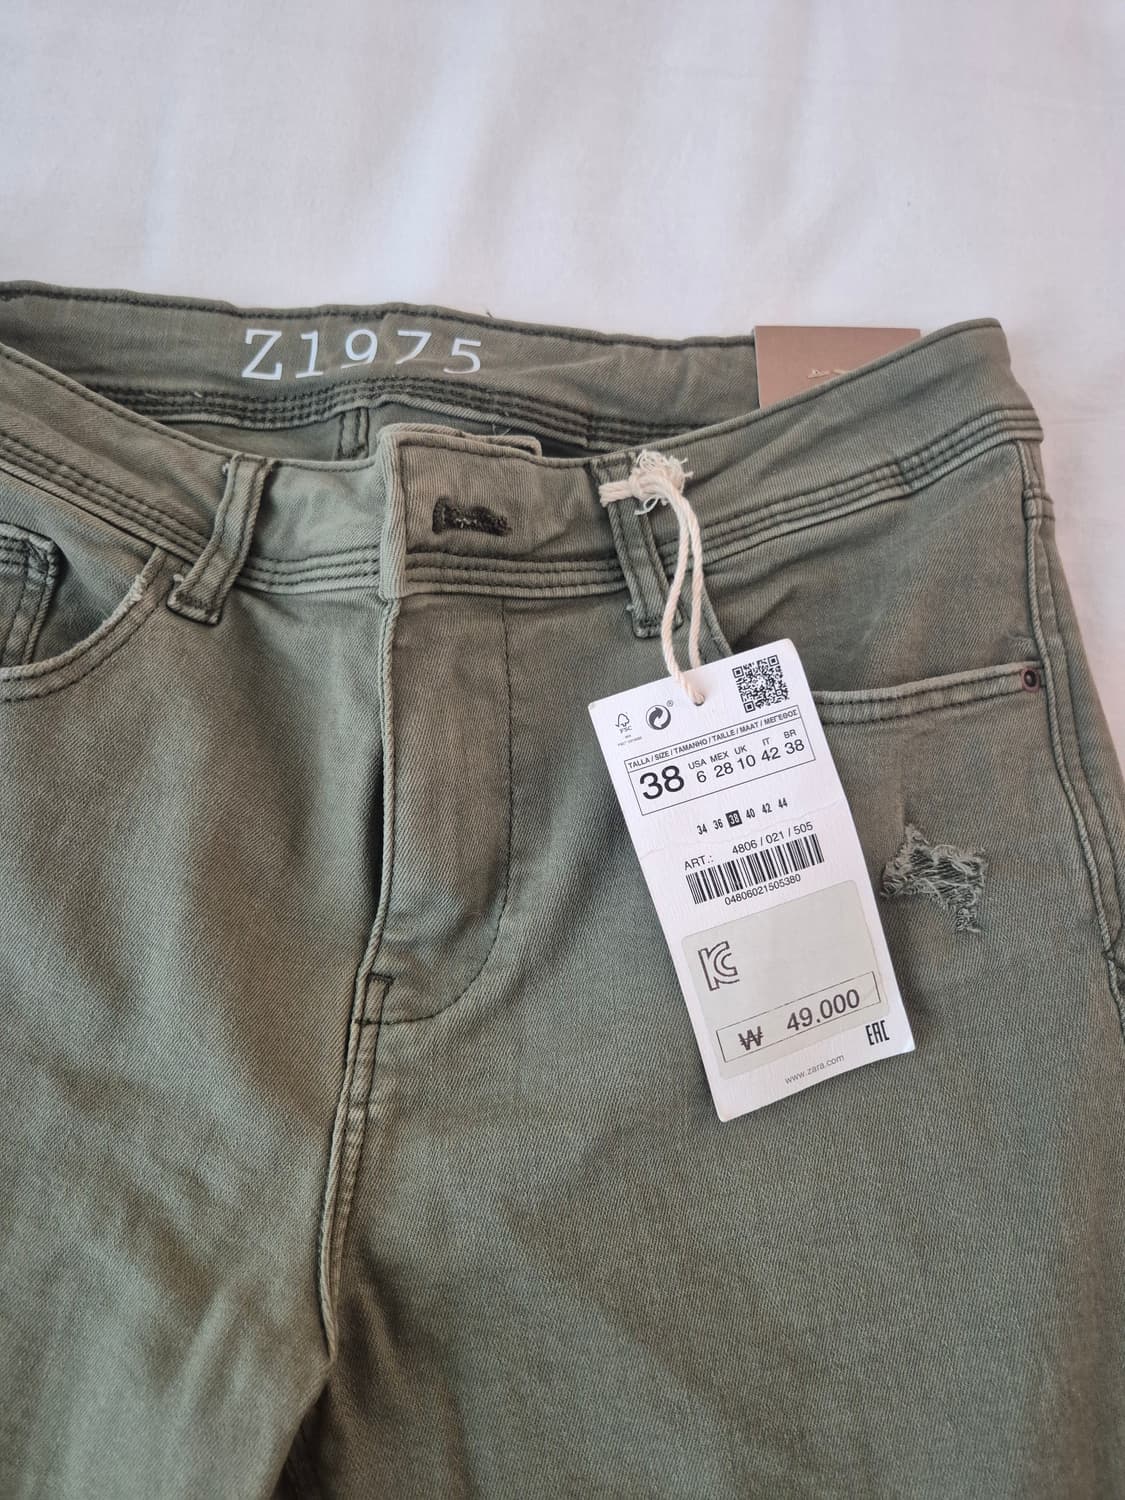 Z1975
FSC
®
TALLA / SIZE / TAMANHO / TAILLE / MAAT / ΜΕΓΕΘΟΣ
38 USA 6 MEX 28 UK 10 IT 42 BR 38
34 36 38 40 42 44
ART.: 4806 / 021 / 505
04806021505380
₩ 49.000
EAC
www.zara.com